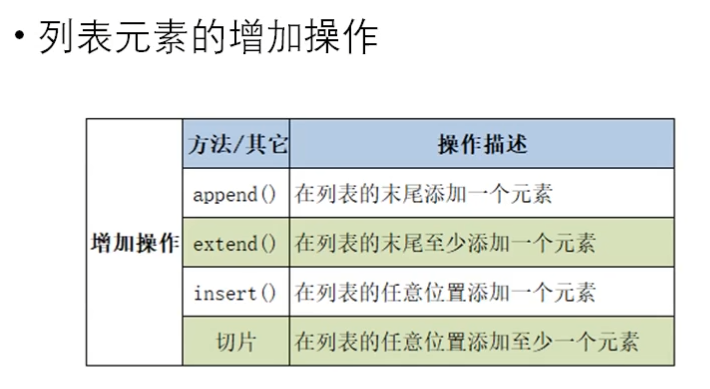 • 列表元素的增加操作
方法/其它 操作描述
append() 在列表的末尾添加一个元素
增加操作 extend() 在列表的末尾至少添加一个元素
insert() 在列表的任意位置添加一个元素
切片 在列表的任意位置添加至少一个元素